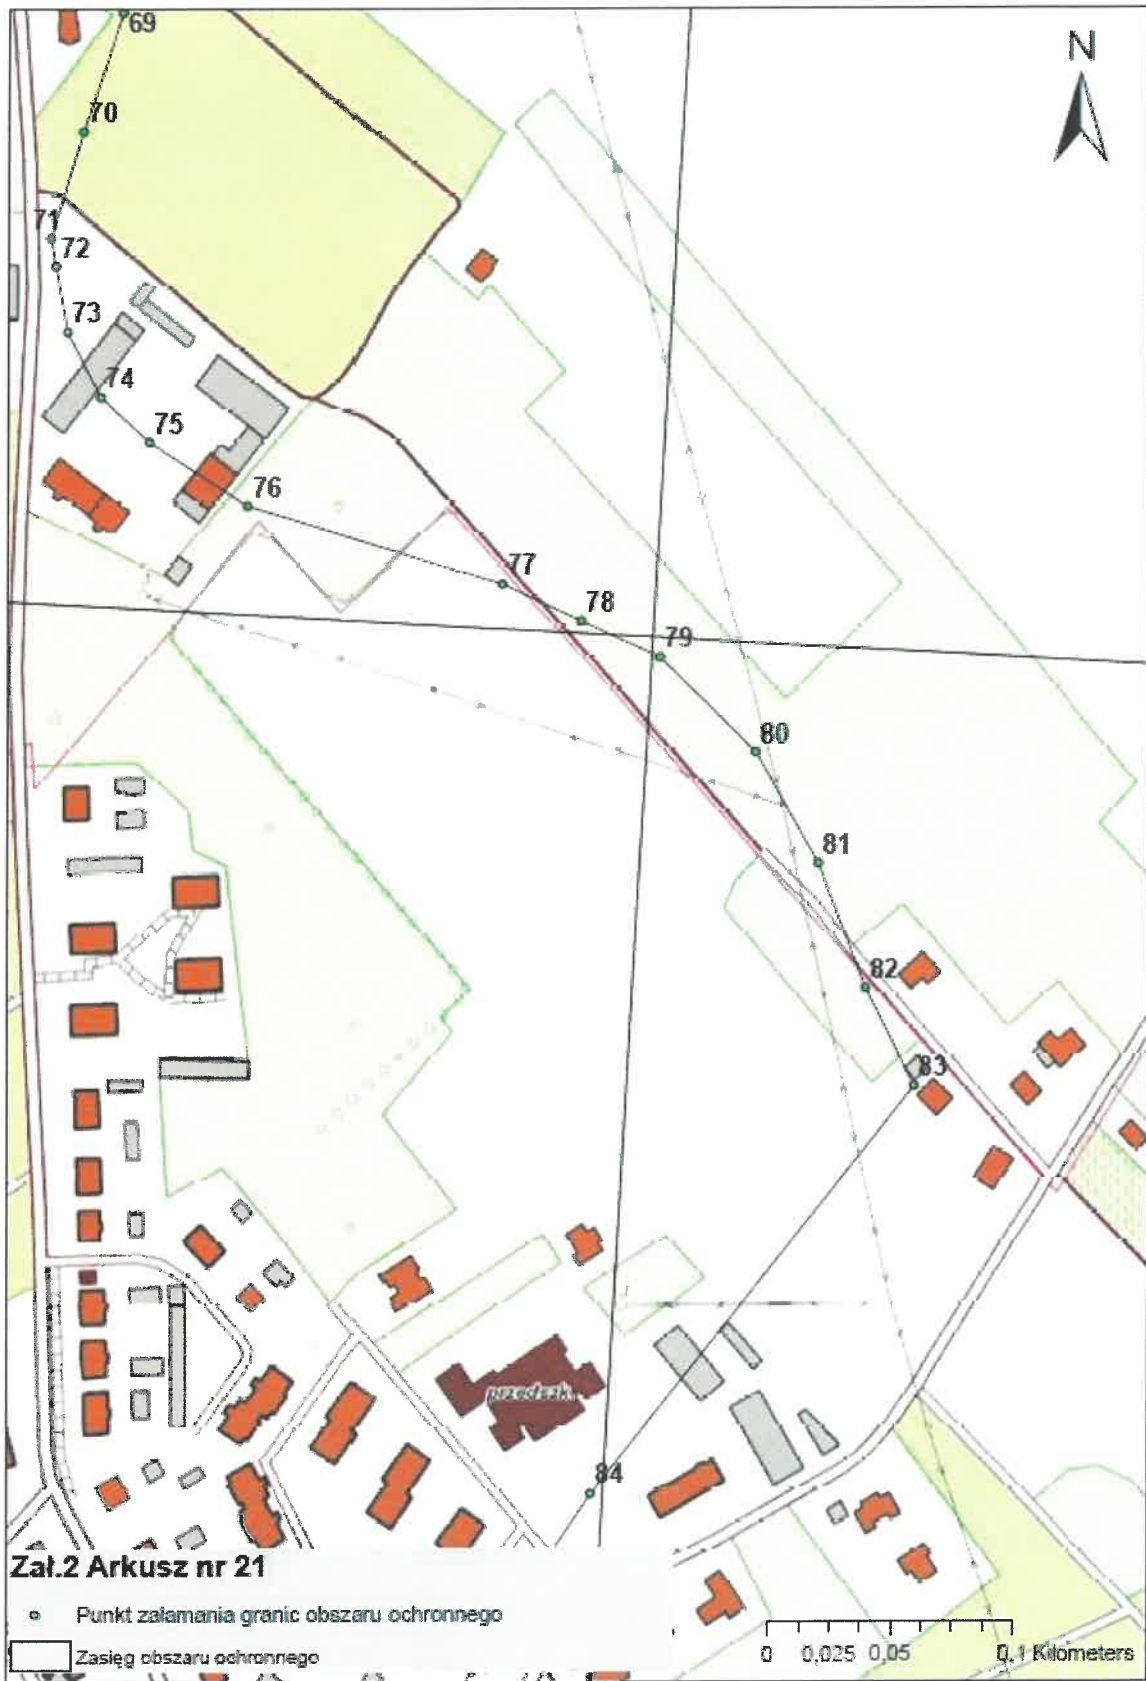 69
N
70
71
72
73
74
75
76
77
78
79
80
81
82
83
przedszk.
84
Zał.2 Arkusz nr 21
Punkt załamania granic obszaru ochronnego
Zasięg obszaru ochronnego
0 0,025 0,05 0,1 Kilometers